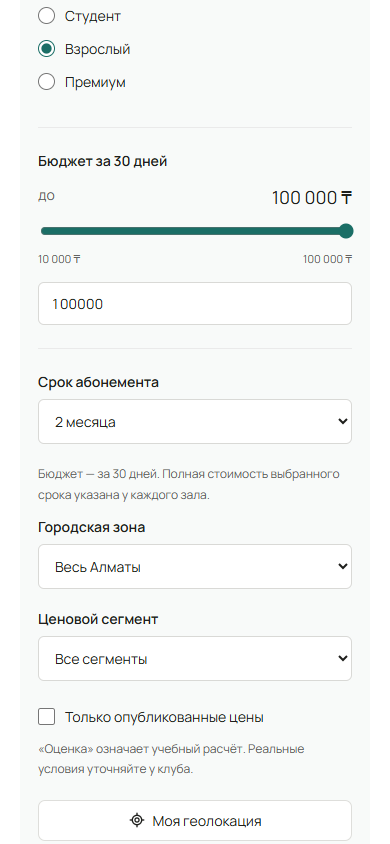 Студент
Взрослый
Премиум
Бюджет за 30 дней
ДО 100 000 ₸
10 000 ₸ 100 000 ₸
100000
Срок абонемента
2 месяца
Бюджет — за 30 дней. Полная стоимость выбранного
срока указана у каждого зала.
Городская зона
Весь Алматы
Ценовой сегмент
Все сегменты
Только опубликованные цены
«Оценка» означает учебный расчёт. Реальные
условия уточняйте у клуба.
Моя геолокация